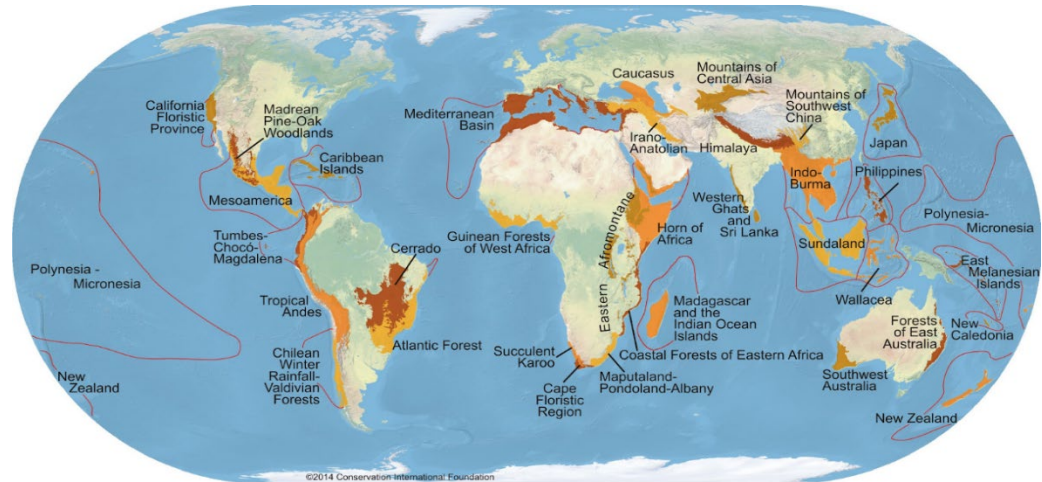 California
Floristic
Province
Madrean
Pine-Oak
Woodlands
Caribbean
Islands
Mesoamerica
Tumbes-
Chocó-
Magdalena
Polynesia -
Micronesia
New
Zealand
Tropical
Andes
Cerrado
Atlantic Forest
Chilean
Winter
Rainfall-
Valdivian
Forests
Mediterranean
Basin
Caucasus
Irano-
Anatolian
Mountains of
Central Asia
Mountains of
Southwest
China
Himalaya
Japan
Indo-
Burma
Philippines
Western
Ghats
and
Sri Lanka
Guinean Forests
of West Africa
Eastern Afromontane
Horn of
Africa
Sundaland
Wallacea
Polynesia-
Micronesia
East
Melanesian
Islands
Madagascar
and the
Indian Ocean
Islands
Coastal Forests of Eastern Africa
Succulent
Karoo
Cape
Floristic
Region
Maputaland-
Pondoland-Albany
Forests
of East
Australia
New
Caledonia
Southwest
Australia
New Zealand
©2014 Conservation International Foundation